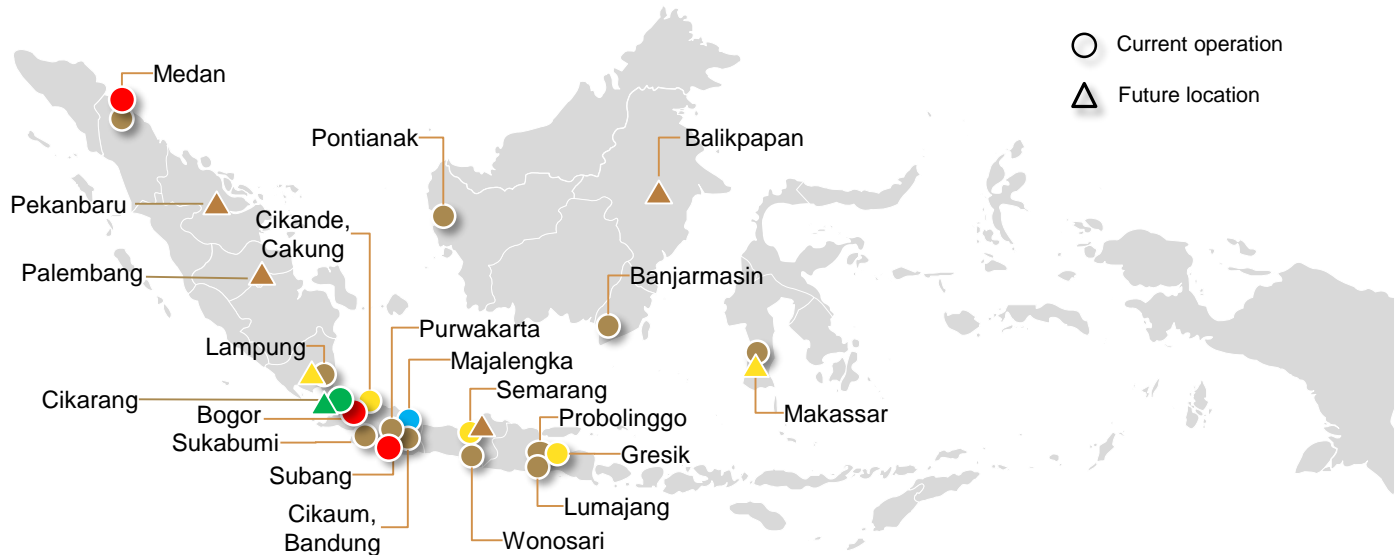 Current operation
Future location
Medan
Pontianak
Balikpapan
Pekanbaru
Cikande,
Cakung
Palembang
Banjarmasin
Purwakarta
Lampung
Majalengka
Semarang
Cikarang
Bogor
Probolinggo
Makassar
Sukabumi
Gresik
Subang
Lumajang
Cikaum,
Bandung
Wonosari